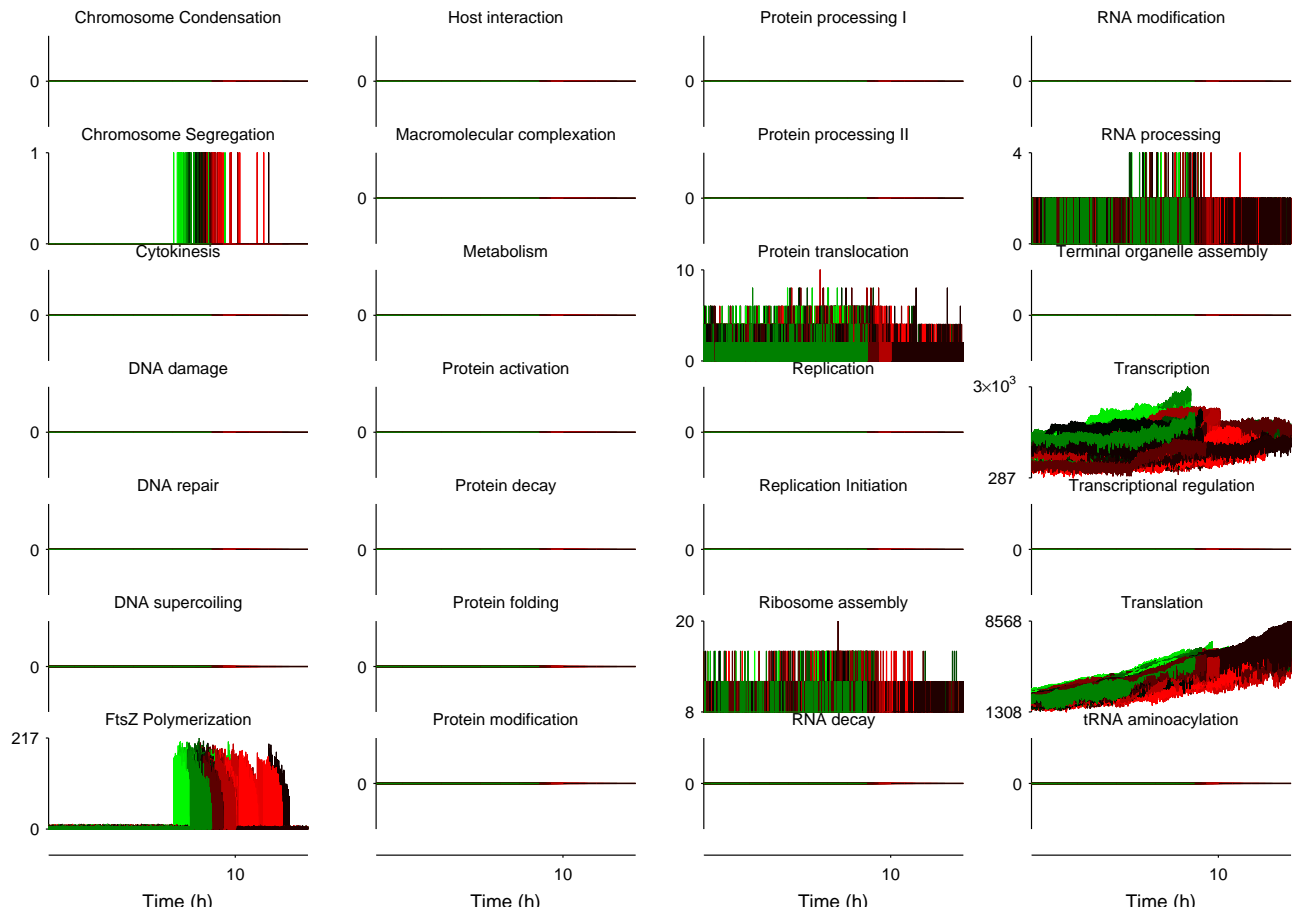 Chromosome Condensation
0
Chromosome Segregation
1
0
Cytokinesis
0
DNA damage
0
DNA repair
0
DNA supercoiling
0
FtsZ Polymerization
217
0
10
Time (h)
Host interaction
0
Macromolecular complexation
0
Metabolism
0
Protein activation
0
Protein decay
0
Protein folding
0
Protein modification
0
10
Time (h)
Protein processing I
0
Protein processing II
0
Protein translocation
10
0
Replication
0
Replication Initiation
0
Ribosome assembly
20
8
RNA decay
0
10
Time (h)
RNA modification
0
RNA processing
4
0
Terminal organelle assembly
0
Transcription
3×10³
287
Transcriptional regulation
0
Translation
8568
1308
tRNA aminoacylation
0
10
Time (h)